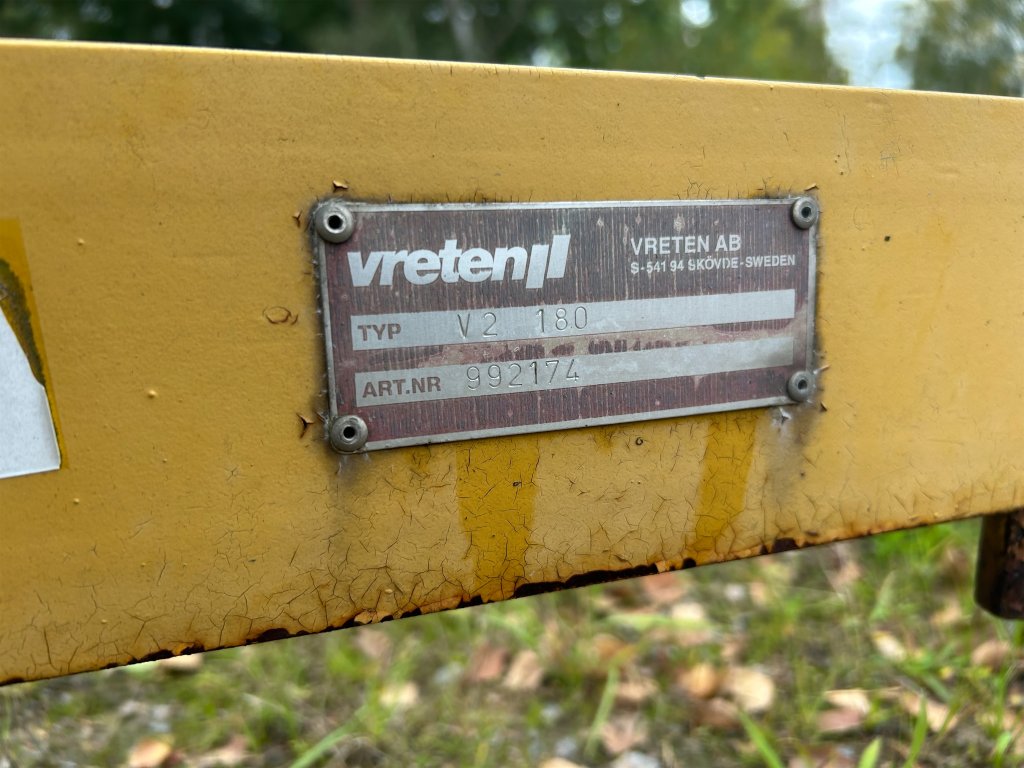 vreten
VRETEN AB
S-541 94 SKÖVDE-SWEDEN
TYP V2 180
ART.NR 992174